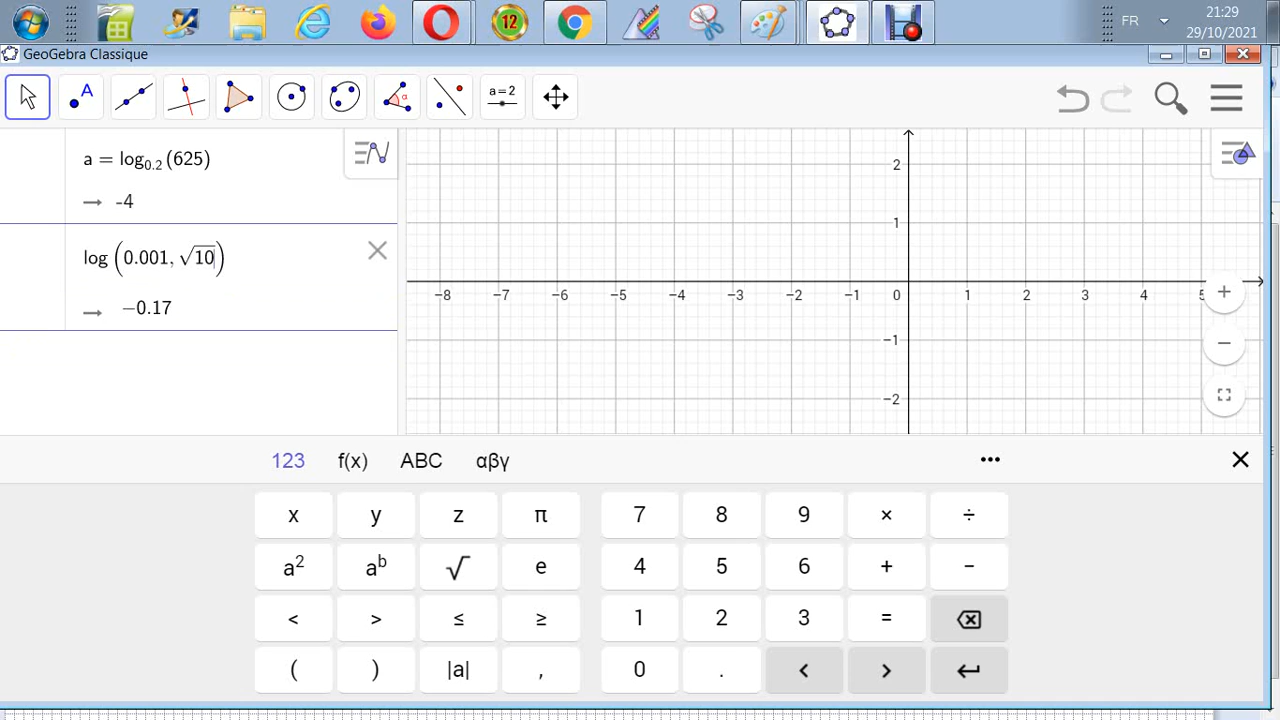 12
FR
21:29
29/10/2021
GeoGebra Classique
A
α
a = 2
a = log0.2 (625)
→ -4
log (0.001, √10)
→ −0.17
2
1
−8 −7 −6 −5 −4 −3 −2 −1 0 1 2 3 4 5
−1
−2
+
−
123 f(x) ABC αβγ ...
x y z π 7 8 9 × ÷
a² aᵇ √ e 4 5 6 + −
< > ≤ ≥ 1 2 3 =
( ) |a| , 0 . < >